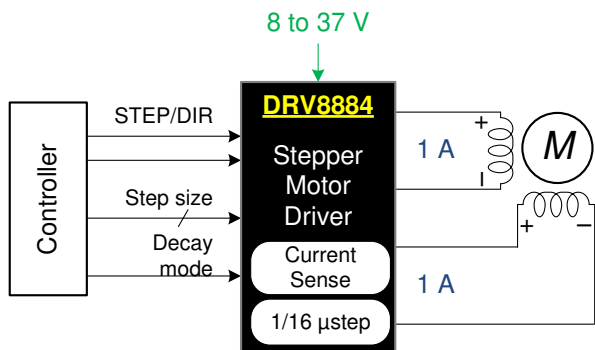 8 to 37 V
Controller
STEP/DIR
Step size
Decay
mode
DRV8884
Stepper
Motor
Driver
Current
Sense
1/16 µstep
+
1 A
−
M
+ −
1 A